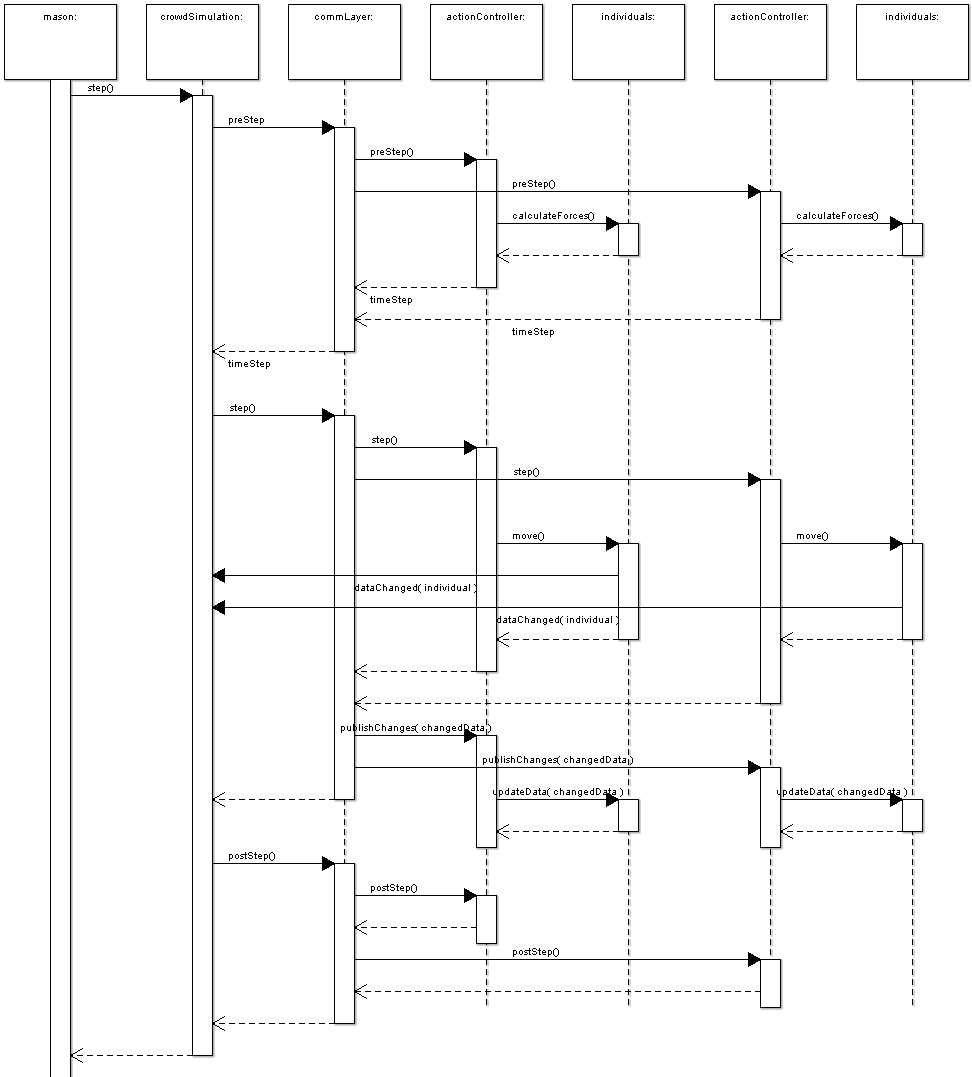 mason:
crowdSimulation:
commLayer:
actionController:
individuals:
actionController:
individuals:
step()
preStep
preStep()
preStep()
calculateForces()
calculateForces()
timeStep
timeStep
timeStep
step()
step()
step()
move()
move()
dataChanged( individual )
dataChanged( individual )
publishChanges( changedData )
publishChanges( changedData )
updateData( changedData )
updateData( changedData )
postStep()
postStep()
postStep()